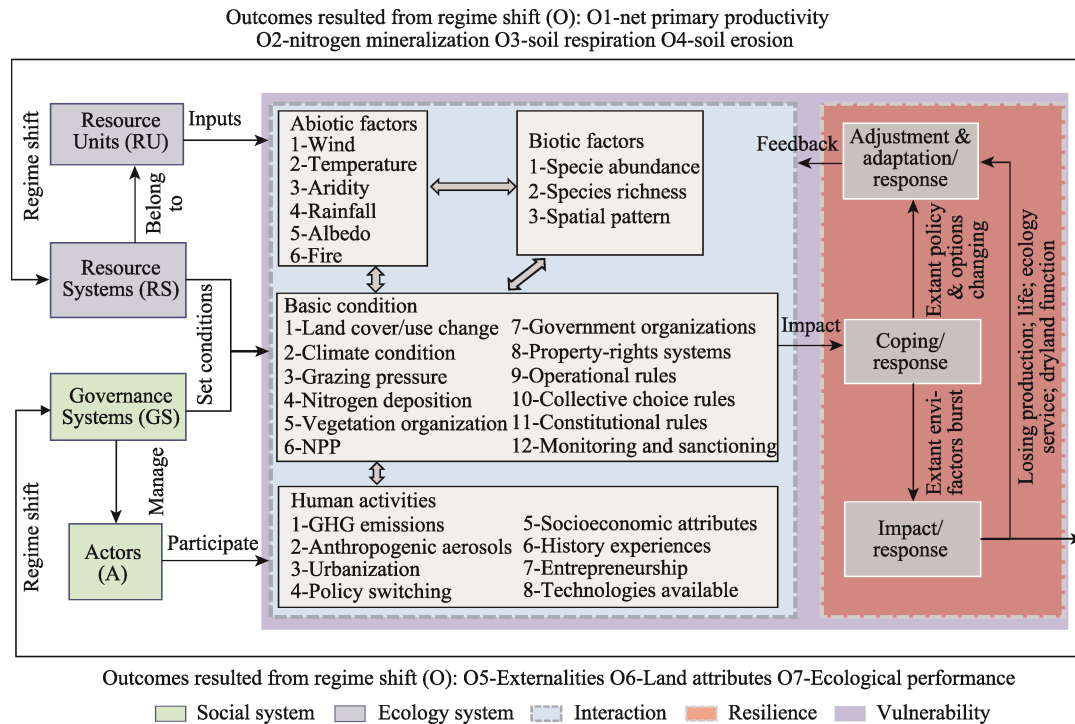 Outcomes resulted from regime shift (O): O1-net primary productivity
O2-nitrogen mineralization O3-soil respiration O4-soil erosion
Regime shift
Resource
Units (RU)
Inputs
Belong
to
Resource
Systems (RS)
Set conditions
Governance
Systems (GS)
Manage
Regime shift
Actors
(A)
Participate
Abiotic factors
1-Wind
2-Temperature
3-Aridity
4-Rainfall
5-Albedo
6-Fire
Biotic factors
1-Specie abundance
2-Species richness
3-Spatial pattern
Basic condition
1-Land cover/use change
2-Climate condition
3-Grazing pressure
4-Nitrogen deposition
5-Vegetation organization
6-NPP
7-Government organizations
8-Property-rights systems
9-Operational rules
10-Collective choice rules
11-Constitutional rules
12-Monitoring and sanctioning
Human activities
1-GHG emissions
2-Anthropogenic aerosols
3-Urbanization
4-Policy switching
5-Socioeconomic attributes
6-History experiences
7-Entrepreneurship
8-Technologies available
Feedback
Impact
Adjustment &
adaptation/
response
Extant policy
& options
changing
Coping/
response
Extant envi-
factors burst
Impact/
response
Losing production; life; ecology
service; dryland function
Outcomes resulted from regime shift (O): O5-Externalities O6-Land attributes O7-Ecological performance
Social system
Ecology system
Interaction
Resilience
Vulnerability